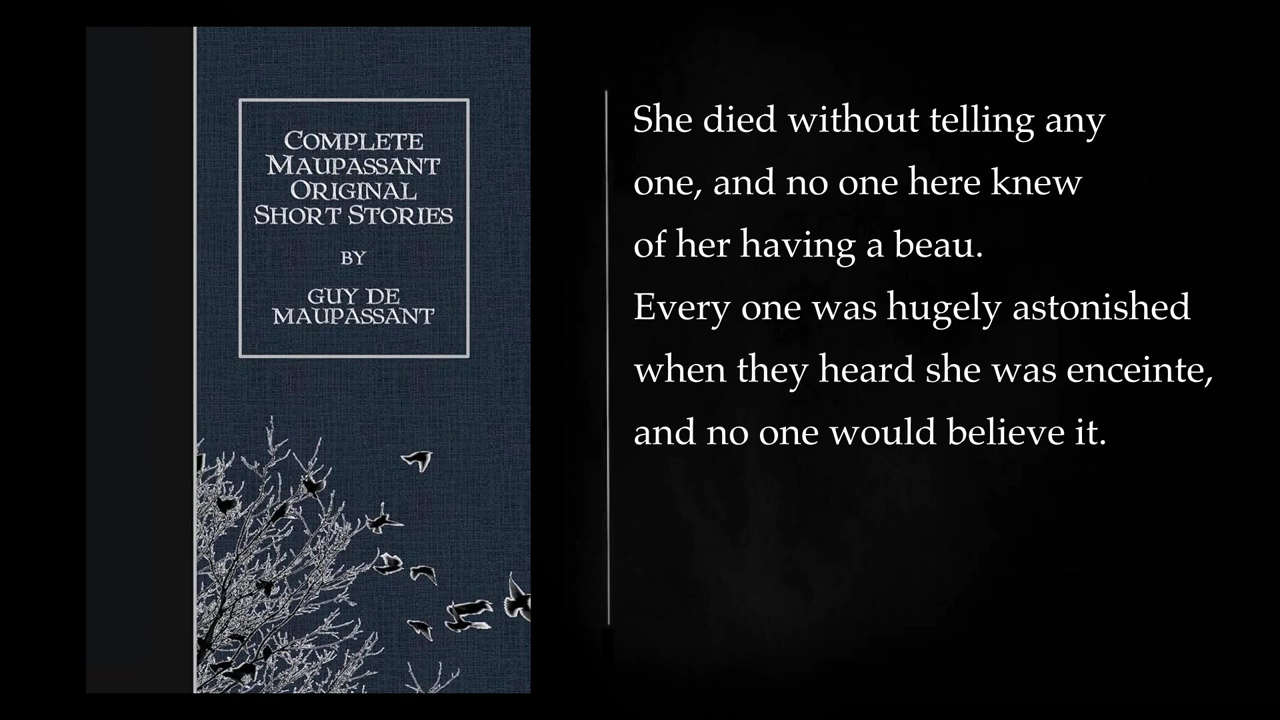 COMPLETE
MAUPASSANT
ORIGINAL
SHORT STORIES
BY
GUY DE
MAUPASSANT
She died without telling any
one, and no one here knew
of her having a beau.
Every one was hugely astonished
when they heard she was enceinte,
and no one would believe it.